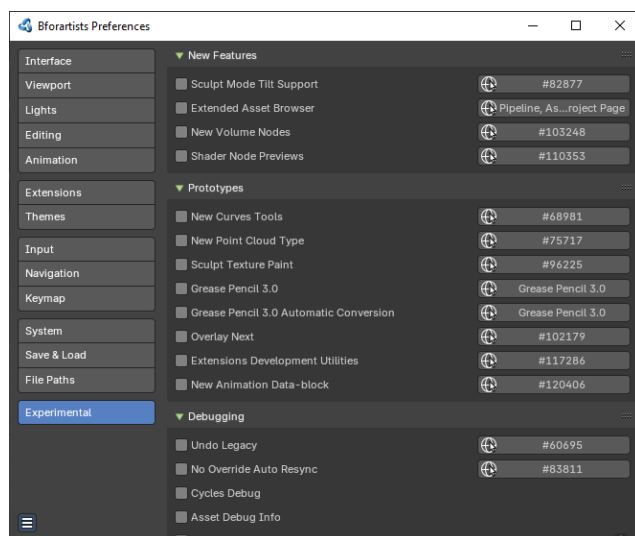 Bforartists Preferences
Interface
Viewport
Lights
Editing
Animation
Extensions
Themes
Input
Navigation
Keymap
System
Save & Load
File Paths
Experimental
New Features
Sculpt Mode Tilt Support #82877
Extended Asset Browser Pipeline, As...roject Page
New Volume Nodes #103248
Shader Node Previews #110353
Prototypes
New Curves Tools #68981
New Point Cloud Type #75717
Sculpt Texture Paint #96225
Grease Pencil 3.0 Grease Pencil 3.0
Grease Pencil 3.0 Automatic Conversion Grease Pencil 3.0
Overlay Next #102179
Extensions Development Utilities #117286
New Animation Data-block #120406
Debugging
Undo Legacy #60695
No Override Auto Resync #83811
Cycles Debug
Asset Debug Info